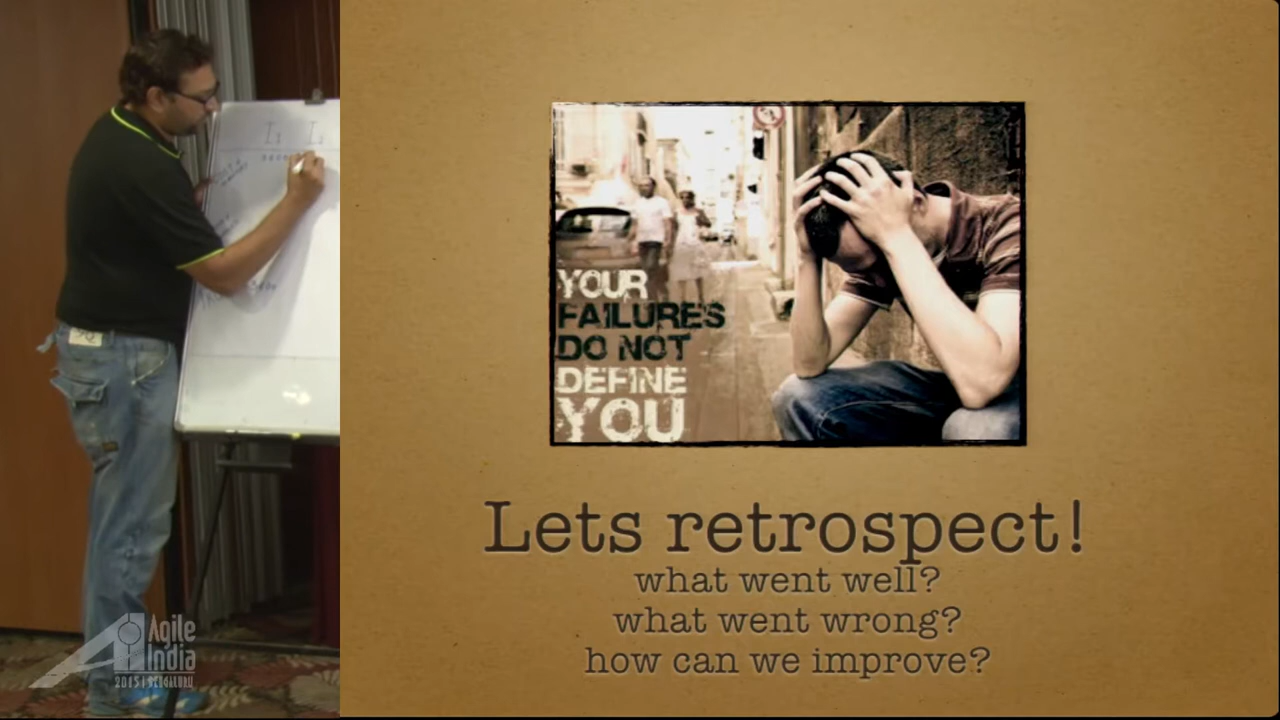 YOUR
FAILURES
DO NOT
DEFINE
YOU
Lets retrospect!
what went well?
what went wrong?
how can we improve?
Agile
India
2015 | BENGALURU